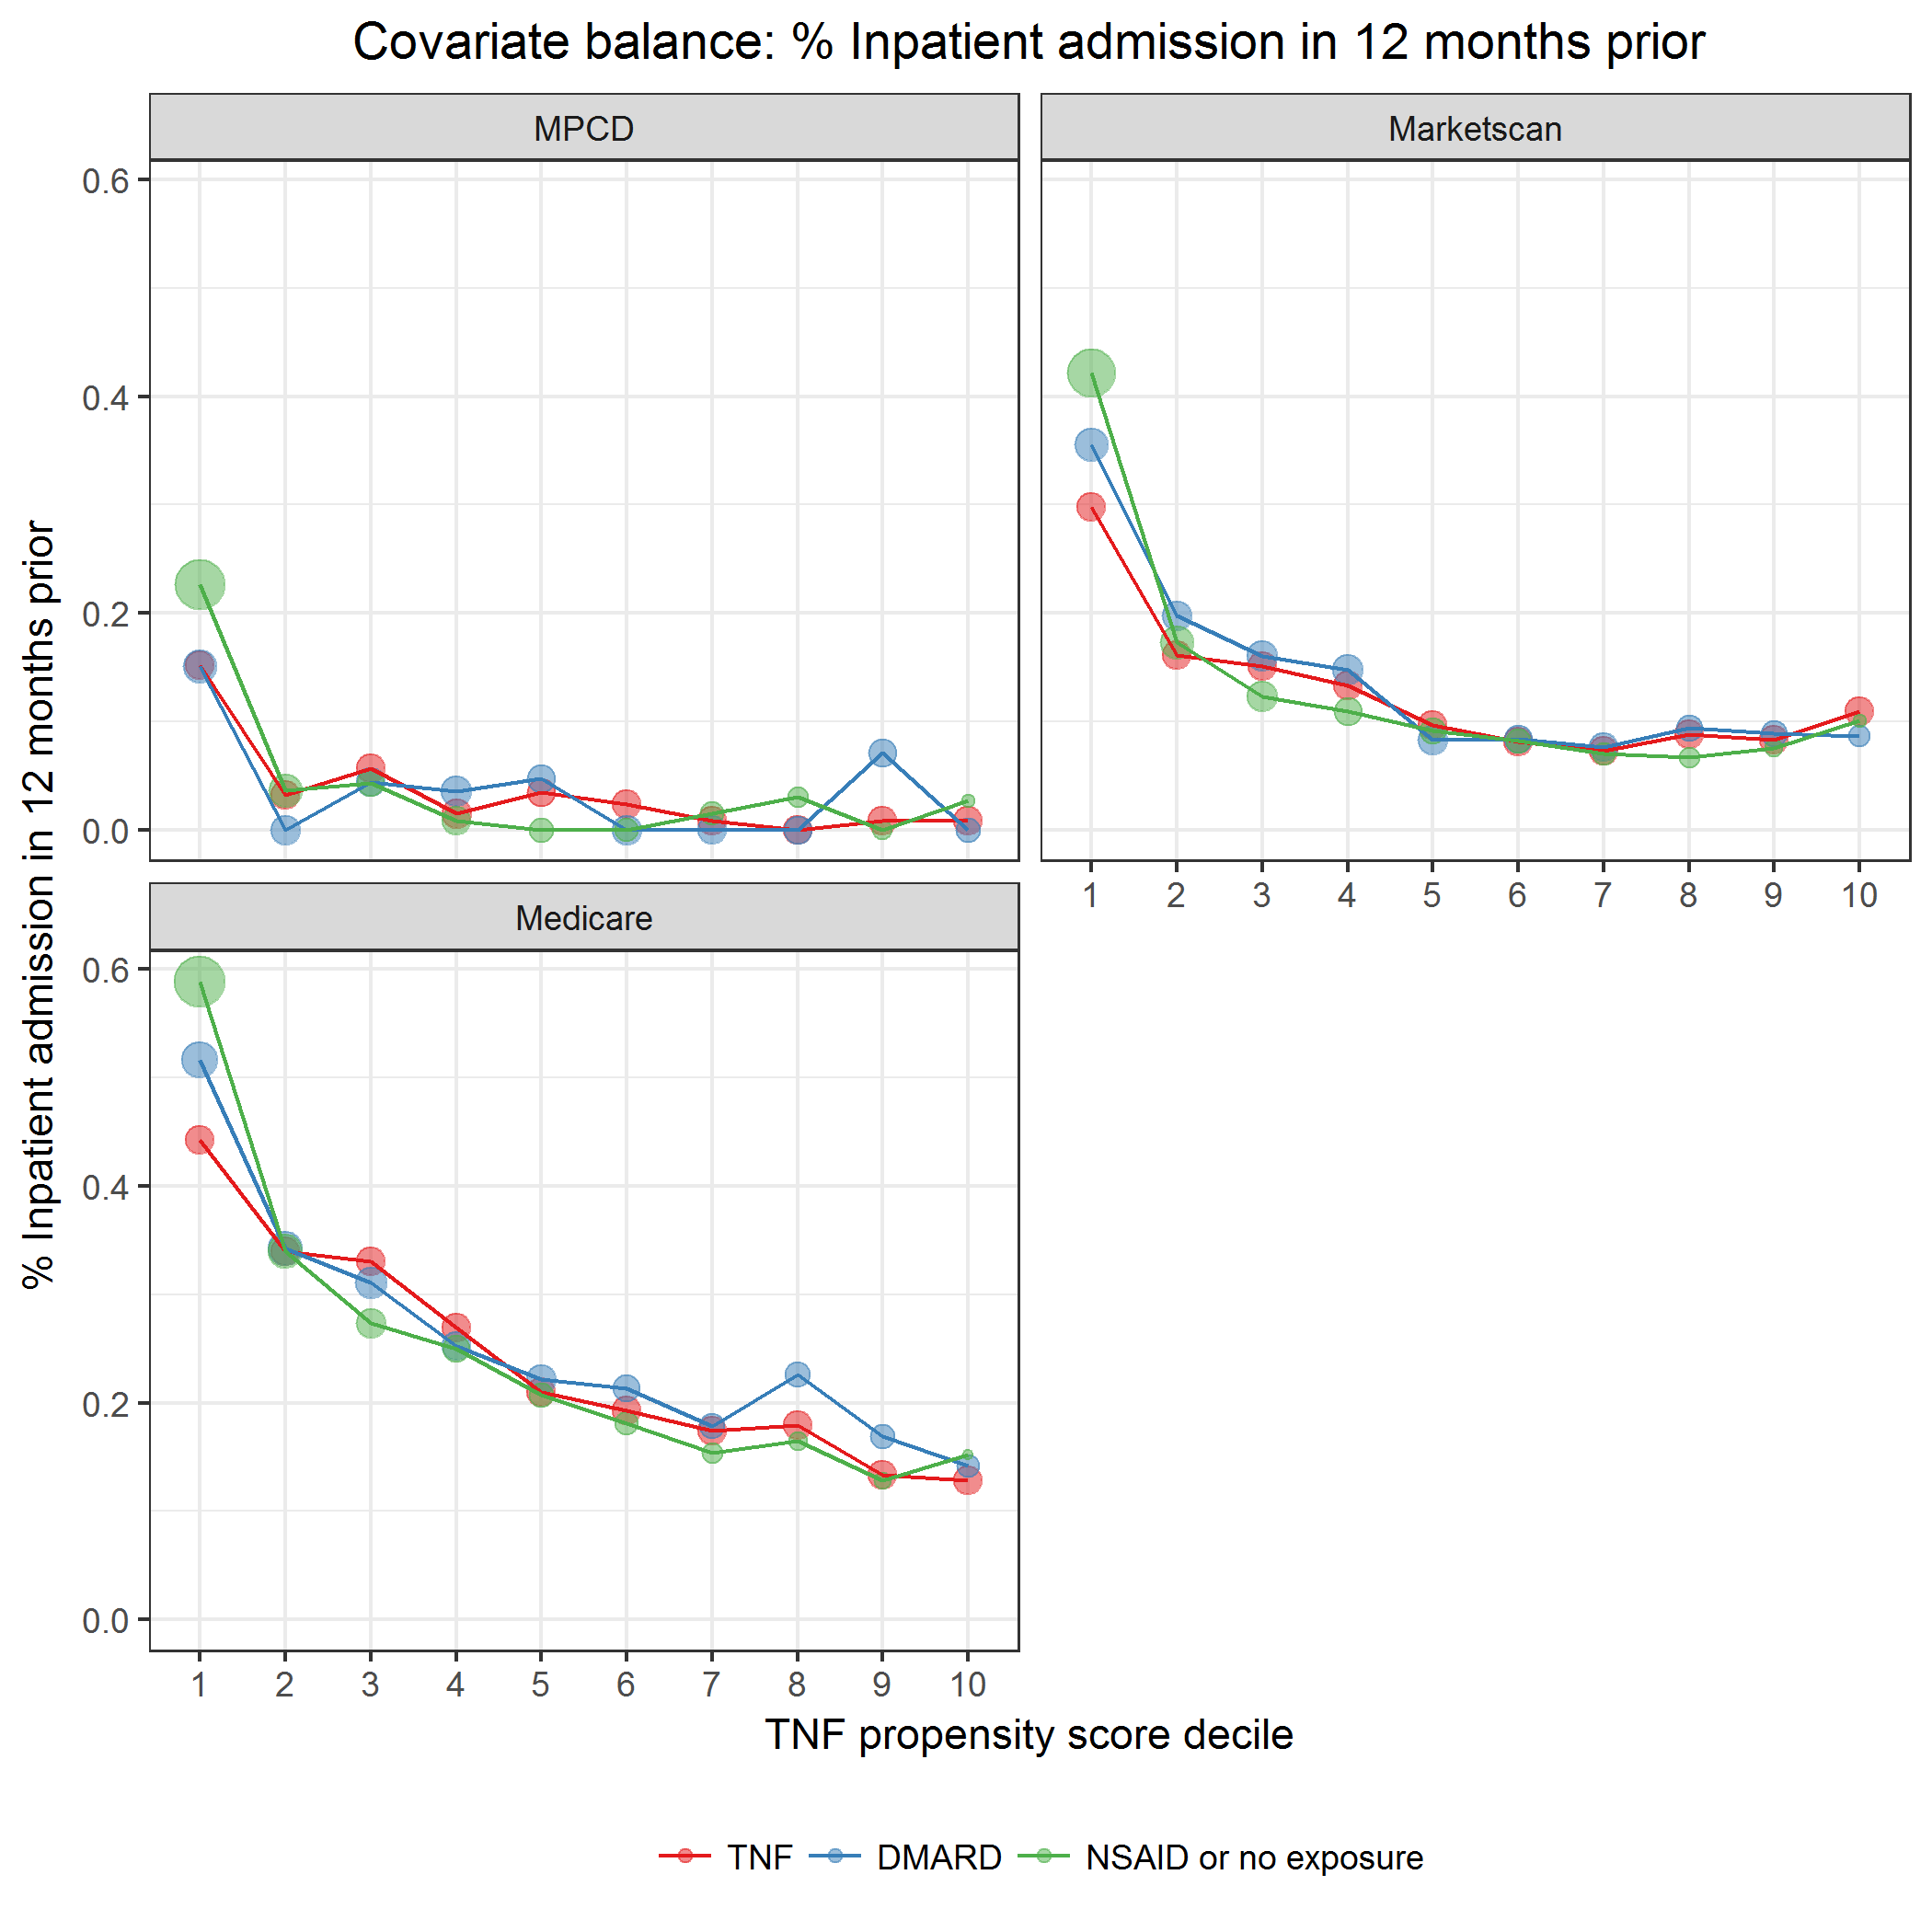 Covariate balance: % Inpatient admission in 12 months prior
MPCD
Marketscan
0.6
0.4
0.2
0.0
1 2 3 4 5 6 7 8 9 10
Medicare
0.6
0.4
0.2
0.0
1 2 3 4 5 6 7 8 9 10
% Inpatient admission in 12 months prior
TNF propensity score decile
TNF DMARD NSAID or no exposure